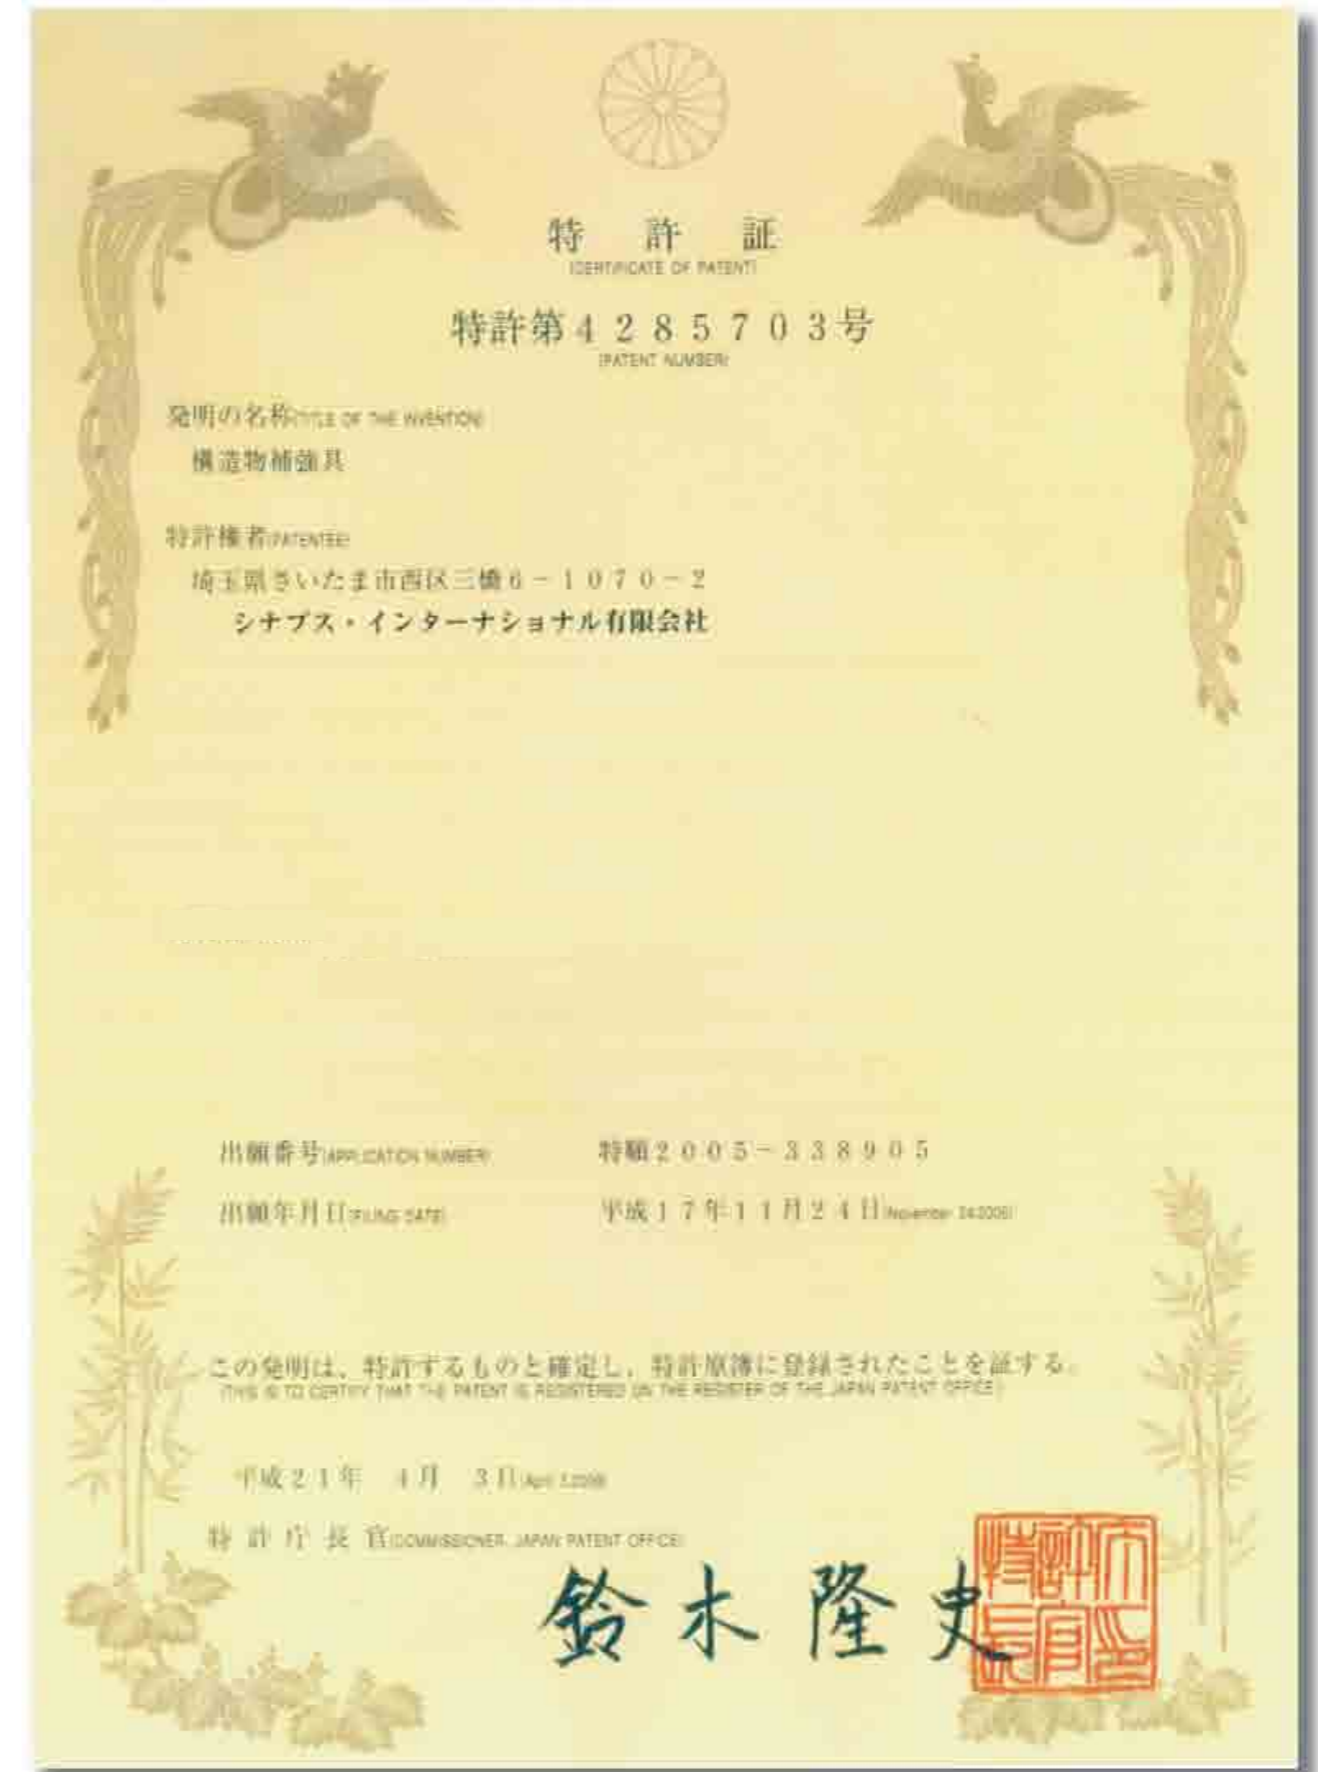 特許証
(CERTIFICATE OF PATENT)
特許第4285703号
(PATENT NUMBER)
発明の名称(TITLE OF THE INVENTION)
構造物補強具
特許権者(PATENTEE)
埼玉県さいたま市西区三橋6-1070-2
シナプス・インターナショナル有限会社
出願番号(APPLICATION NUMBER) 特願2005-338905
出願年月日(FILING DATE) 平成17年11月24日(November 24,2005)
この発明は、特許するものと確定し、特許原簿に登録されたことを証する。
(THIS IS TO CERTIFY THAT THE PATENT IS REGISTERED ON THE REGISTER OF THE JAPAN PATENT OFFICE.)
平成21年 4月 3日(April 3,2009)
特許庁長官(COMMISSIONER, JAPAN PATENT OFFICE)
鈴木隆史